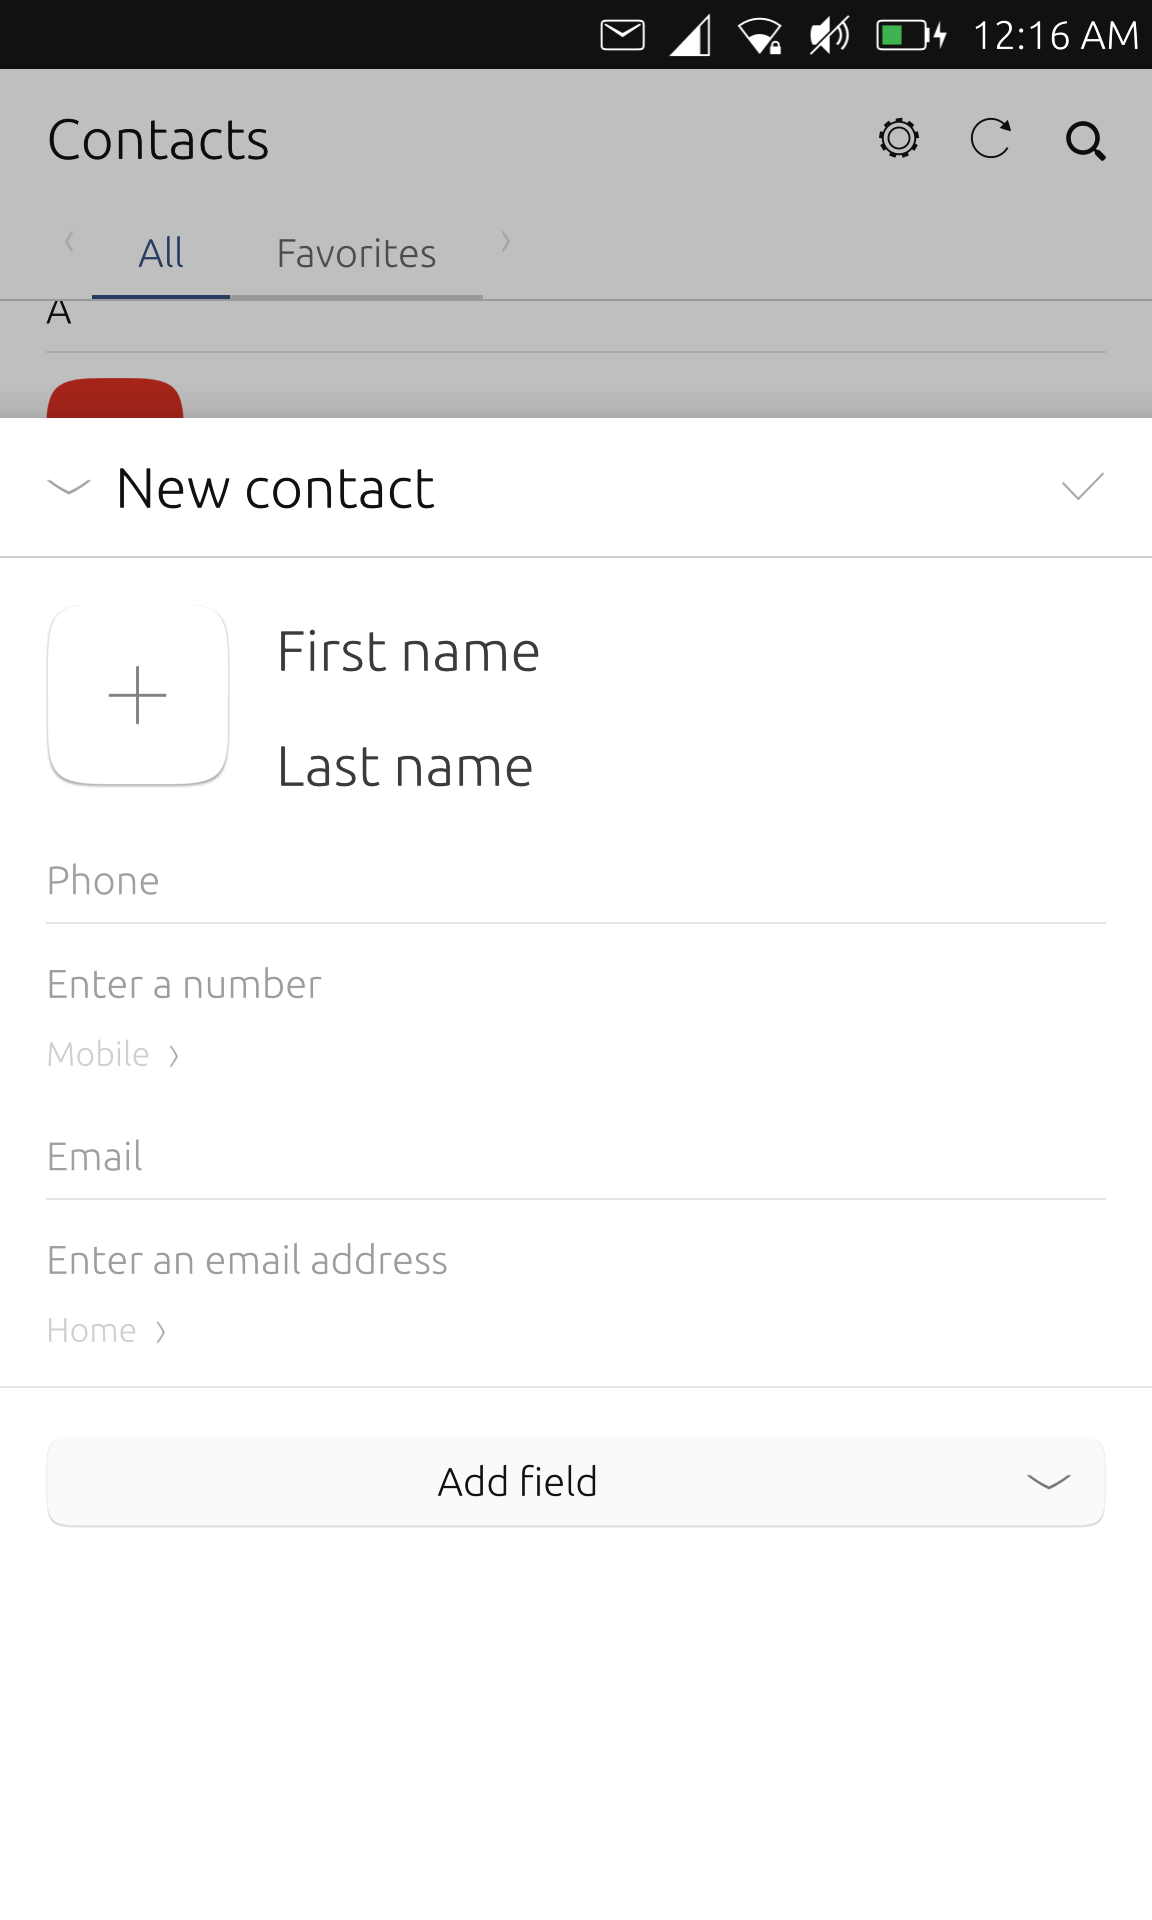 12:16 AM
Contacts
All Favorites
A
New contact
First name
Last name
Phone
Enter a number
Mobile
Email
Enter an email address
Home
Add field